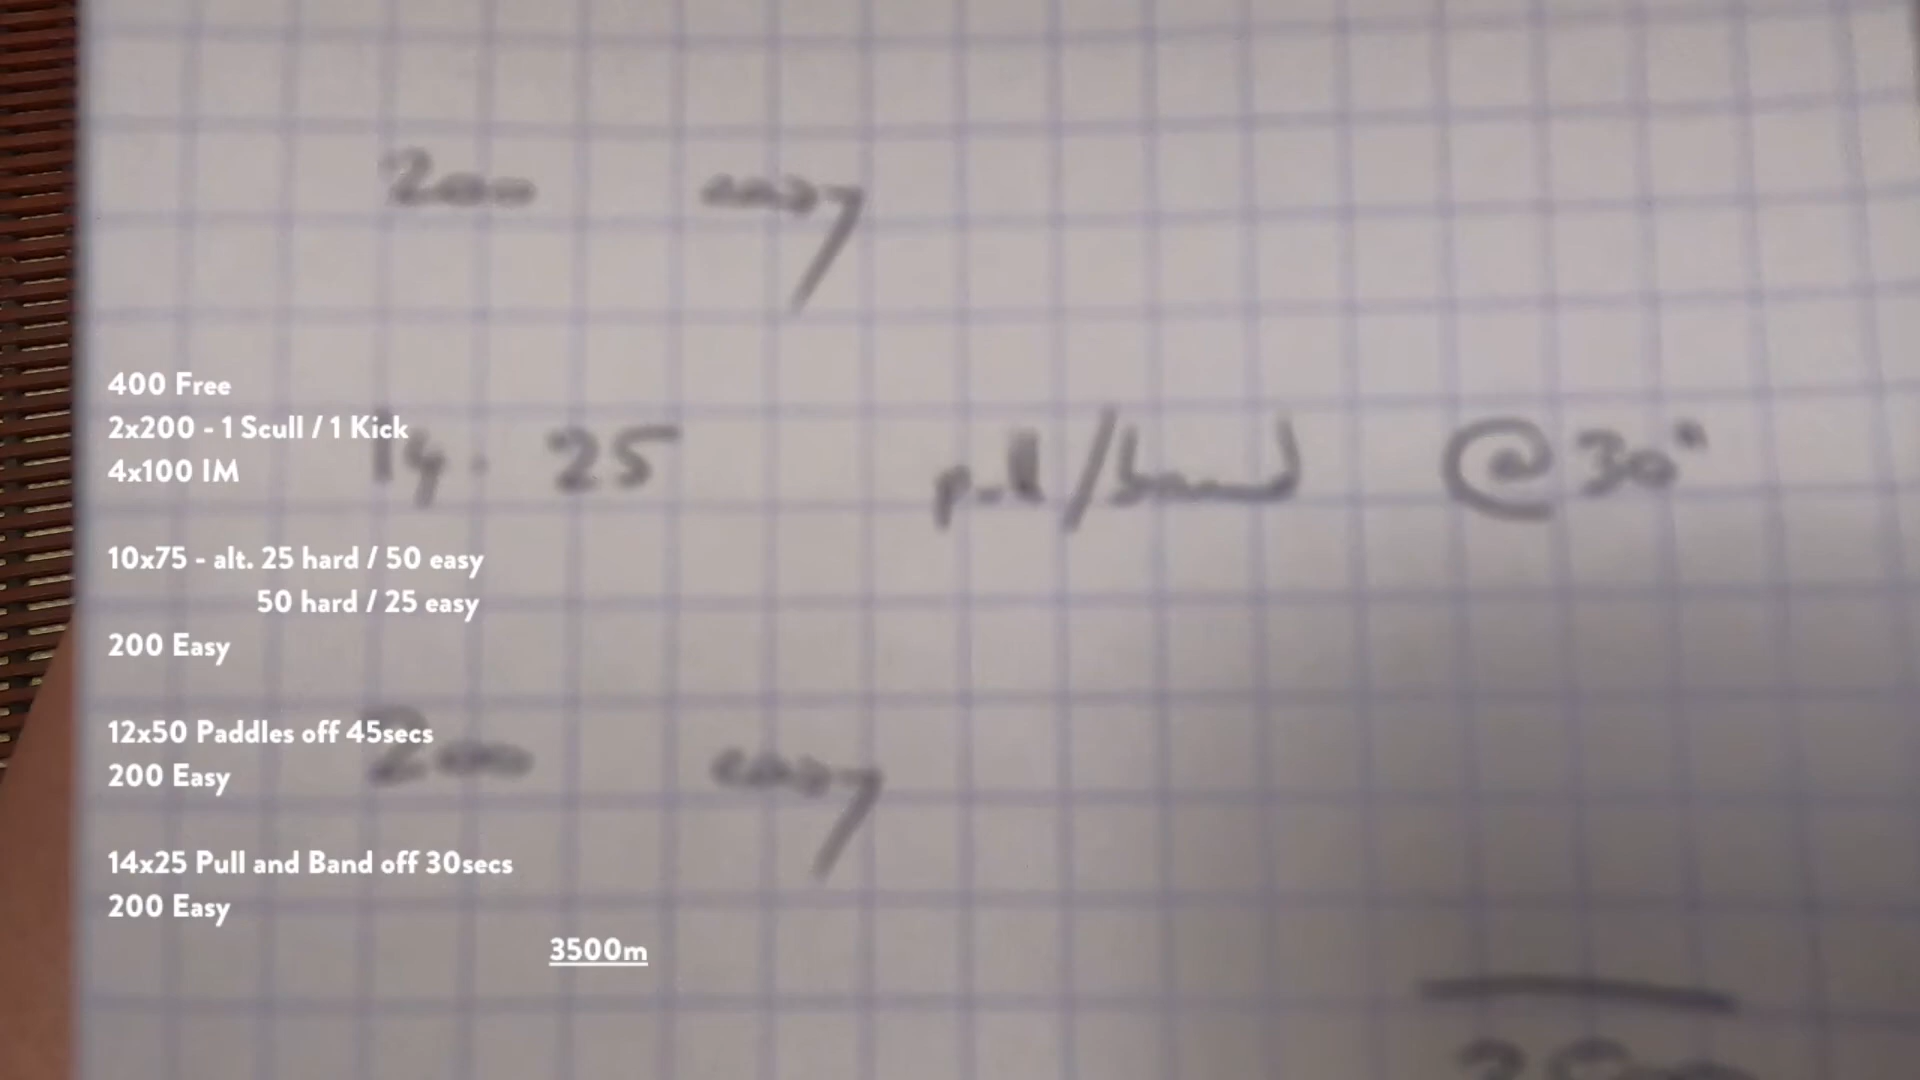 200 easy
14 · 25 pull/band @30"
200 easy
3500
400 Free
2x200 - 1 Scull / 1 Kick
4x100 IM
10x75 - alt. 25 hard / 50 easy
50 hard / 25 easy
200 Easy
12x50 Paddles off 45secs
200 Easy
14x25 Pull and Band off 30secs
200 Easy
3500m